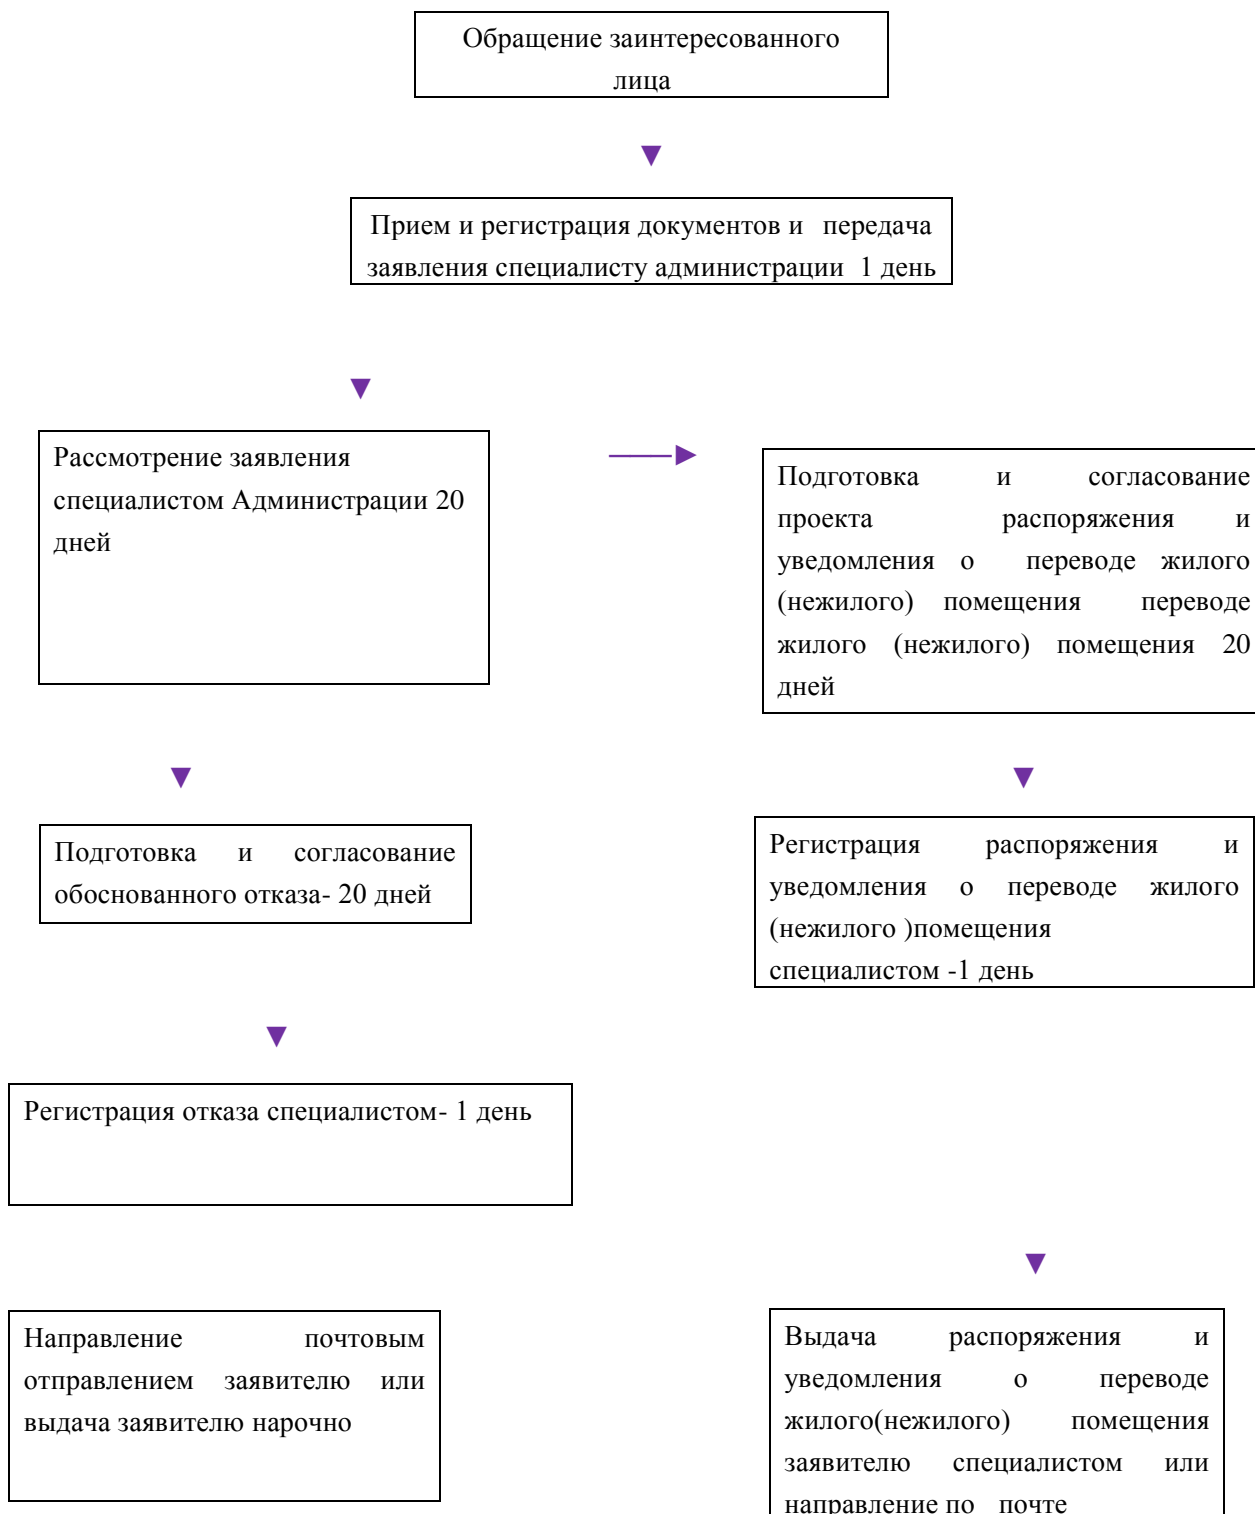 Обращение заинтересованного
лица
Прием и регистрация документов и передача
заявления специалисту администрации 1 день
Рассмотрение заявления
специалистом Администрации 20
дней
Подготовка и согласование
проекта распоряжения и
уведомления о переводе жилого
(нежилого) помещения переводе
жилого (нежилого) помещения 20
дней
Подготовка и согласование
обоснованного отказа- 20 дней
Регистрация распоряжения и
уведомления о переводе жилого
(нежилого )помещения
специалистом -1 день
Регистрация отказа специалистом- 1 день
Направление почтовым
отправлением заявителю или
выдача заявителю нарочно
Выдача распоряжения и
уведомления о переводе
жилого(нежилого) помещения
заявителю специалистом или
направление по почте